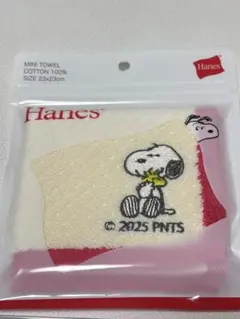 MINI TOWEL
COTTON 100%
SIZE 23x23cm
Hanes
Hanes
© 2025 PNTS